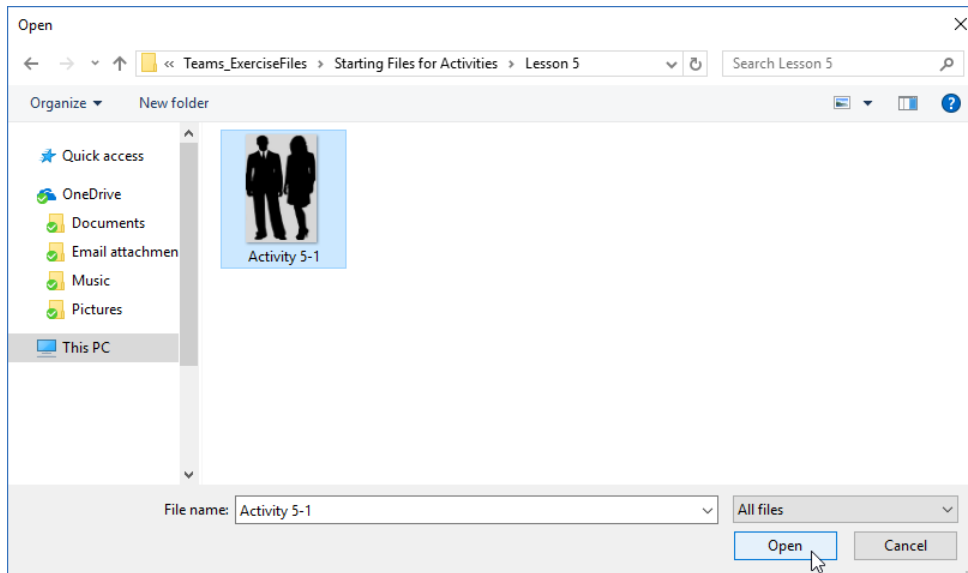 Open
« Teams_ExerciseFiles > Starting Files for Activities > Lesson 5
Search Lesson 5
Organize
New folder
?
Quick access
OneDrive
Documents
Email attachmen
Music
Pictures
This PC
Activity 5-1
File name: Activity 5-1
All files
Open
Cancel